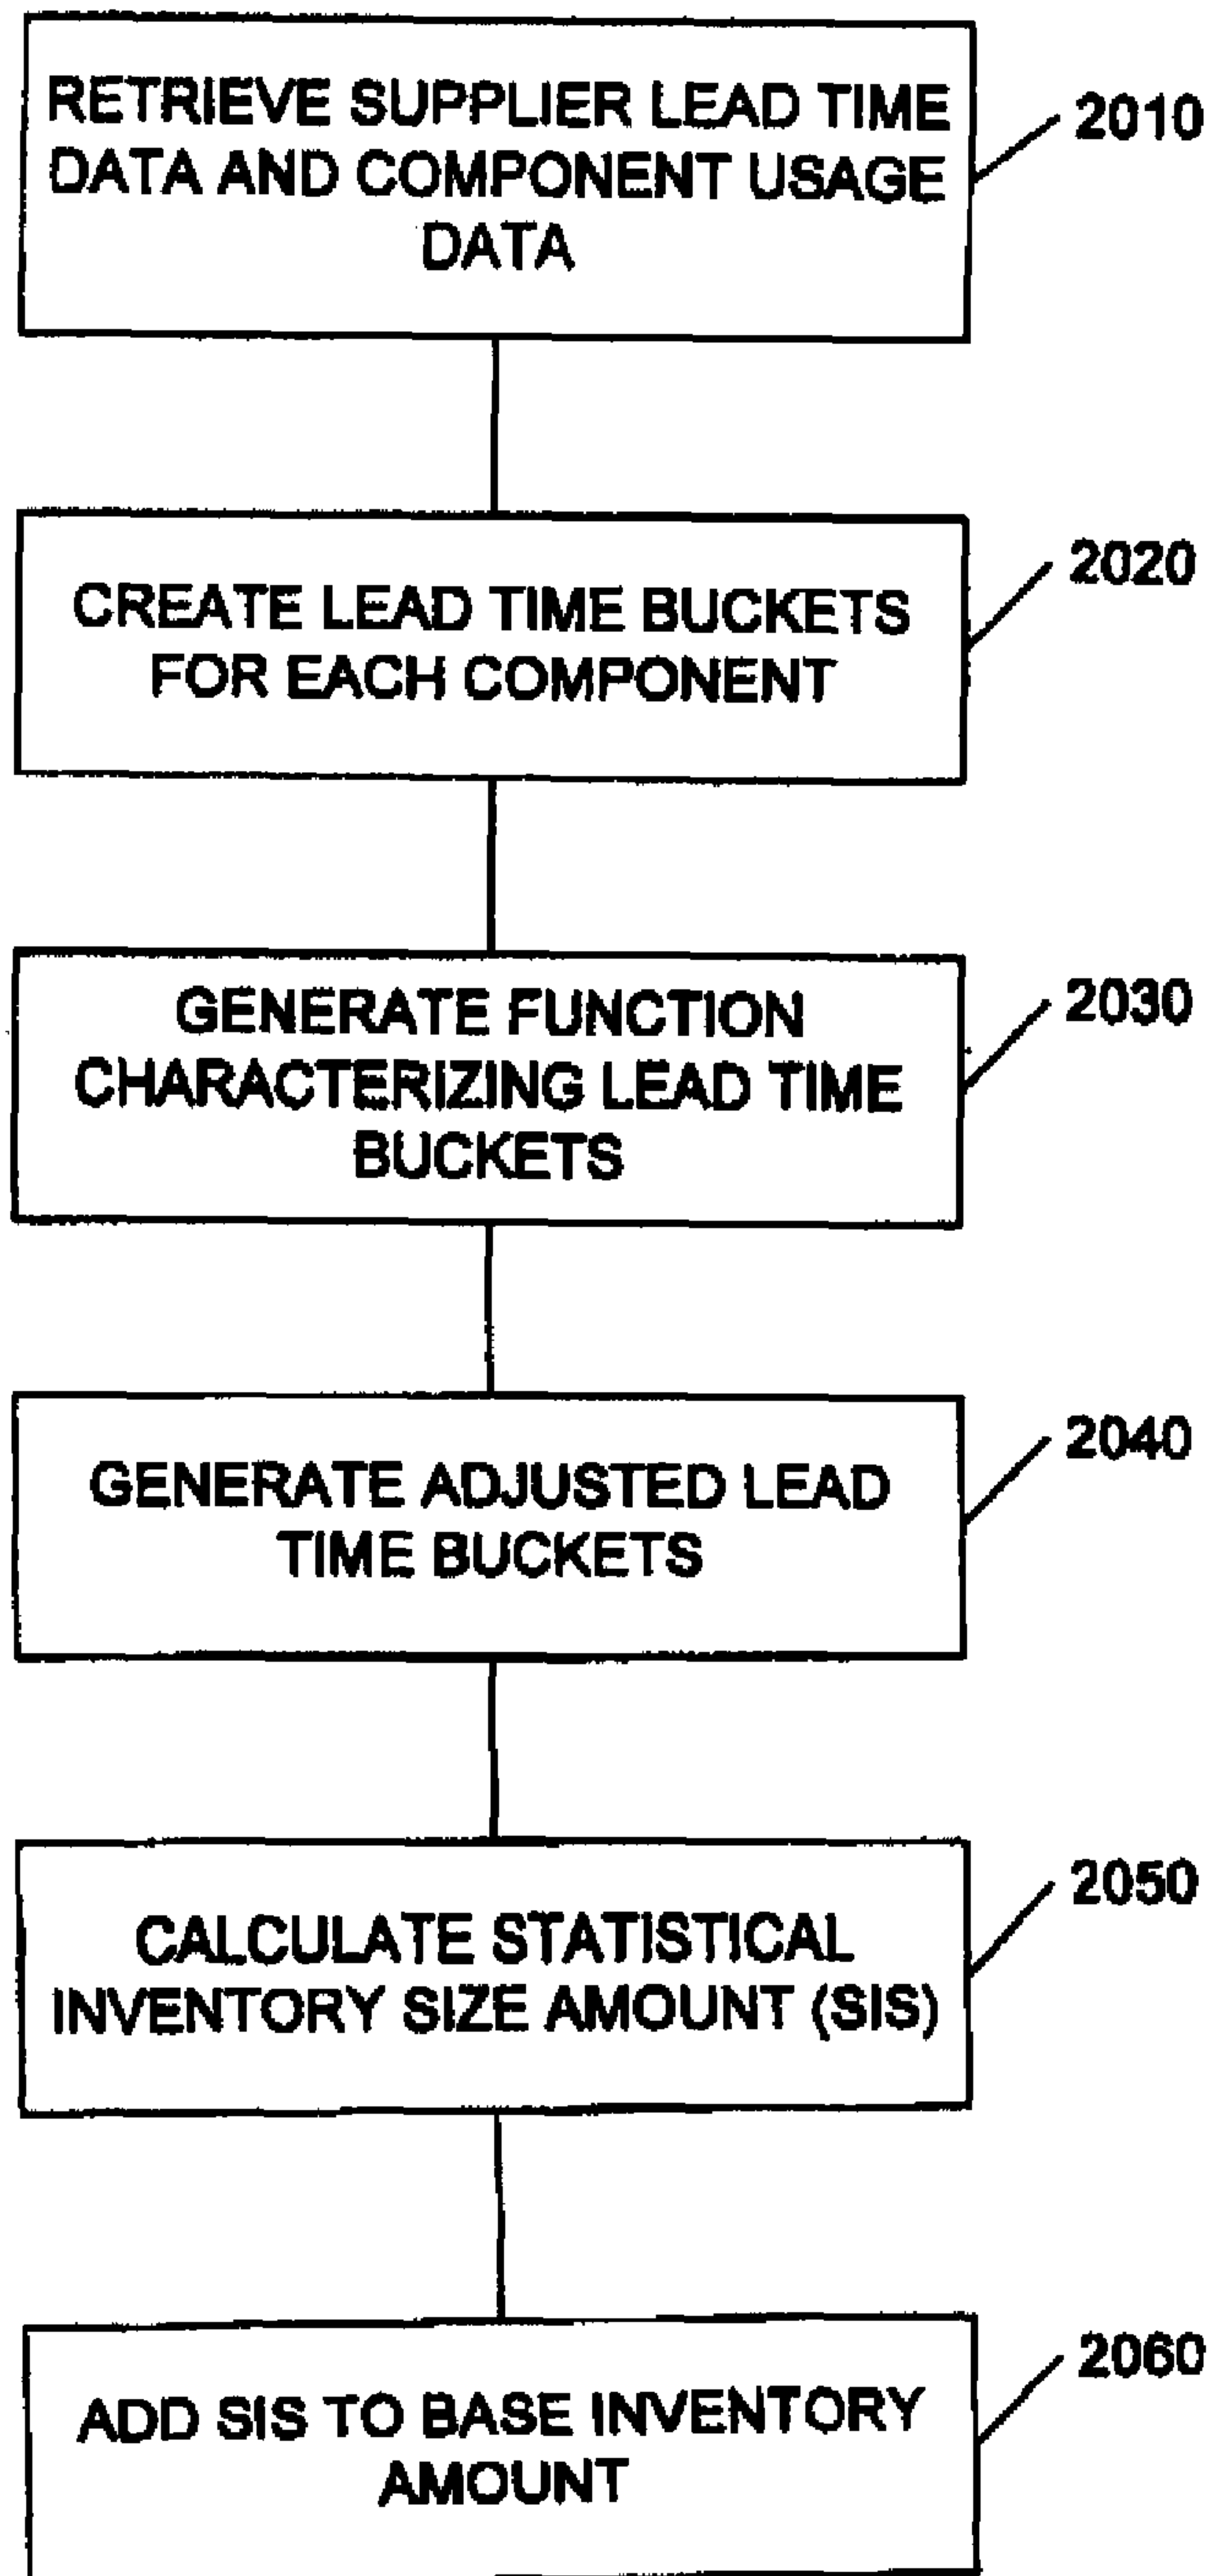 RETRIEVE SUPPLIER LEAD TIME
DATA AND COMPONENT USAGE
DATA
2010
CREATE LEAD TIME BUCKETS
FOR EACH COMPONENT
2020
GENERATE FUNCTION
CHARACTERIZING LEAD TIME
BUCKETS
2030
GENERATE ADJUSTED LEAD
TIME BUCKETS
2040
CALCULATE STATISTICAL
INVENTORY SIZE AMOUNT (SIS)
2050
ADD SIS TO BASE INVENTORY
AMOUNT
2060